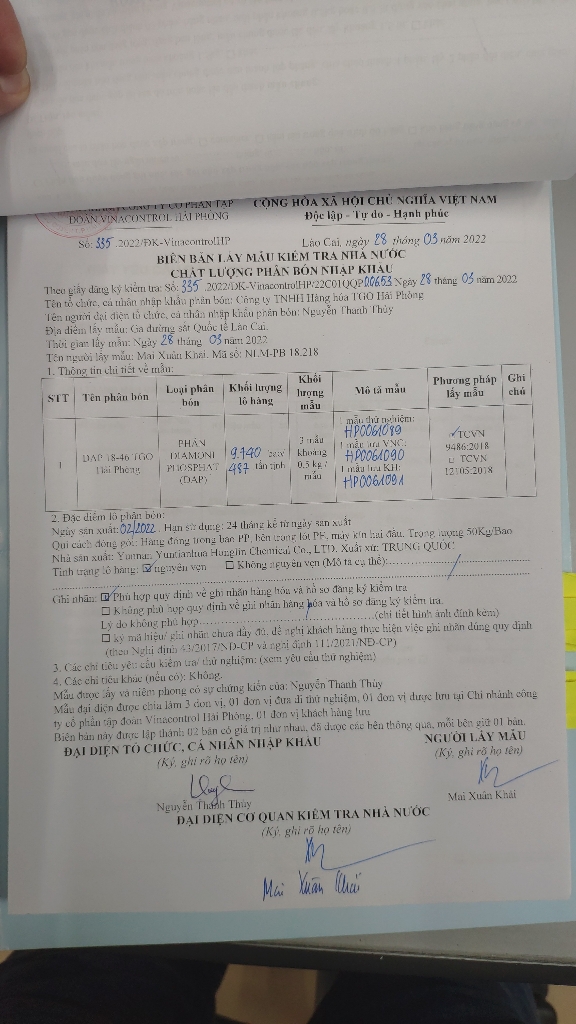 CÔNG TY CỔ PHẦN TẬP
ĐOÀN VINACONTROL HẢI PHÒNG
CỘNG HÒA XÃ HỘI CHỦ NGHĨA VIỆT NAM
Độc lập - Tự do - Hạnh phúc
Số: 335 .2022/ĐK-VinacontrolHP
Lào Cai, ngày 28 tháng 03 năm 2022
BIÊN BẢN LẤY MẪU KIỂM TRA NHÀ NƯỚC
CHẤT LƯỢNG PHÂN BÓN NHẬP KHẨU
Theo giấy đăng ký kiểm tra: Số: 335 .2022/ĐK-VinacontrolHP/22C01QQP00653 Ngày 28 tháng 03 năm 2022
Tên tổ chức, cá nhân nhập khẩu phân bón: Công ty TNHH Hàng hóa TGO Hải Phòng
Tên người đại diện tổ chức, cá nhân nhập khẩu phân bón: Nguyễn Thanh Thủy
Địa điểm lấy mẫu: Ga đường sắt Quốc tế Lào Cai.
Thời gian lấy mẫu: Ngày 28 tháng 03 năm 2022
Tên người lấy mẫu: Mai Xuân Khải. Mã số: NLM-PB 18.218
1. Thông tin chi tiết về mẫu:
STT Tên phân bón Loại phân bón Khối lượng lô hàng Khối lượng mẫu Mô tả mẫu Phương pháp lấy mẫu Ghi chú
1
DAP 18-46 TGO Hải Phòng
PHÂN DIAMONI PHOSPHAT (DAP)
9.740 bao/
487 tấn tịnh
3 mẫu khoảng 0,5 kg / mẫu
1 mẫu thử nghiệm:
HP0061089
1 mẫu lưu VNC:
HP0061090
1 mẫu lưu KH:
HP0061091
☑ TCVN 9486:2018
□ TCVN 12105:2018
2. Đặc điểm lô phân bón:
Ngày sản xuất: 02/2022. Hạn sử dụng: 24 tháng kể từ ngày sản xuất
Qui cách đóng gói: Hàng đóng trong bao PP, bên trong lót PE, may kín hai đầu. Trọng lượng 50Kg/Bao
Nhà sản xuất: Yunnan Yuntianhua Honglin Chemical Co., LTD. Xuất xứ: TRUNG QUỐC
Tình trạng lô hàng: ☑ nguyên vẹn □ Không nguyên vẹn (Mô tả cụ thể):
Ghi nhãn: ☑ Phù hợp quy định về ghi nhãn hàng hóa và hồ sơ đăng ký kiểm tra
□ Không phù hợp quy định về ghi nhãn hàng hóa và hồ sơ đăng ký kiểm tra.
Lý do không phù hợp……(chi tiết hình ảnh đính kèm)
□ ký mã hiệu/ ghi nhãn chưa đầy đủ, đề nghị khách hàng thực hiện việc ghi nhãn đúng quy định
(theo Nghị định 43/2017/NĐ-CP và nghị định 111/2021/NĐ-CP)
3. Các chỉ tiêu yêu cầu kiểm tra/ thử nghiệm: (xem yêu cầu thử nghiệm)
4. Các chỉ tiêu khác (nếu có): Không.
Mẫu được lấy và niêm phong có sự chứng kiến của: Nguyễn Thanh Thủy
Mẫu đại diện được chia làm 3 đơn vị, 01 đơn vị đưa đi thử nghiệm, 01 đơn vị được lưu tại Chi nhánh công
ty cổ phần tập đoàn Vinacontrol Hải Phòng, 01 đơn vị khách hàng lưu
Biên bản này được lập thành 02 bản có giá trị như nhau, đã được các bên thông qua, mỗi bên giữ 01 bản.
ĐẠI DIỆN TỔ CHỨC, CÁ NHÂN NHẬP KHẨU
(Ký, ghi rõ họ tên)
NGƯỜI LẤY MẪU
(Ký, ghi rõ họ tên)
Nguyễn Thanh Thủy
Mai Xuân Khải
ĐẠI DIỆN CƠ QUAN KIỂM TRA NHÀ NƯỚC
(Ký, ghi rõ họ tên)
Mai Xuân Khải